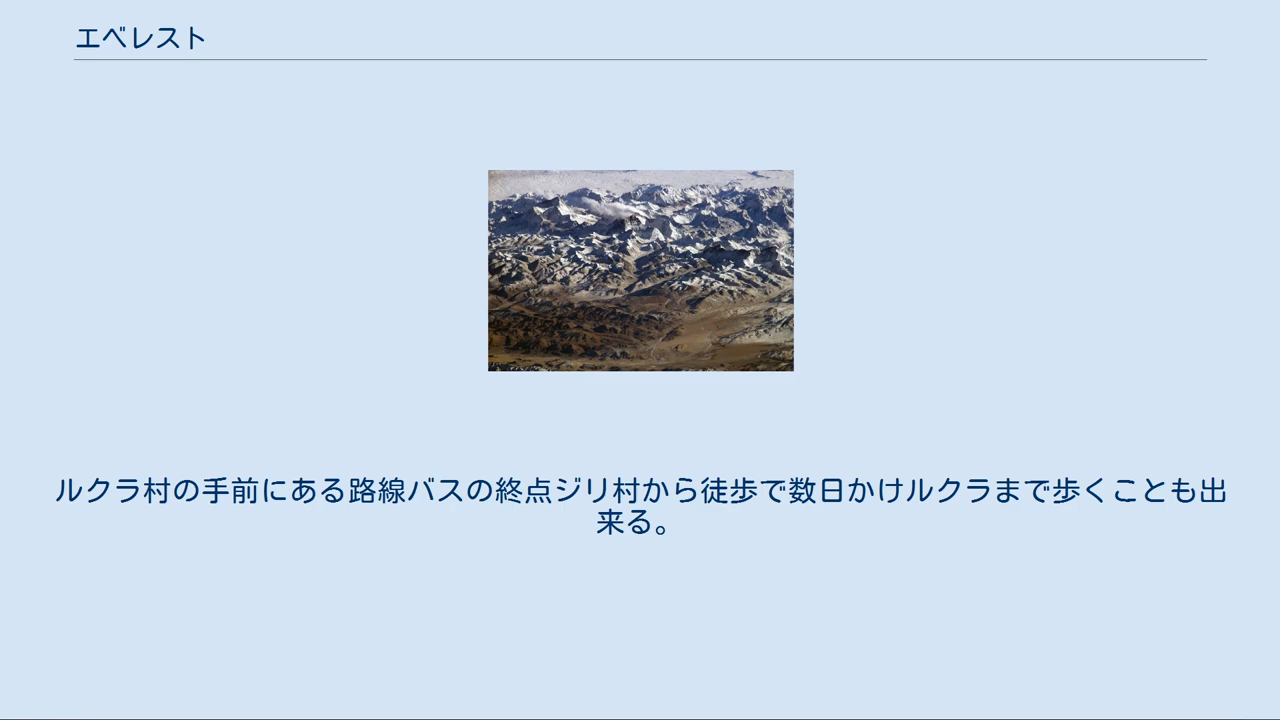 エベレスト
ルクラ村の手前にある路線バスの終点ジリ村から徒歩で数日かけルクラまで歩くことも出
来る。